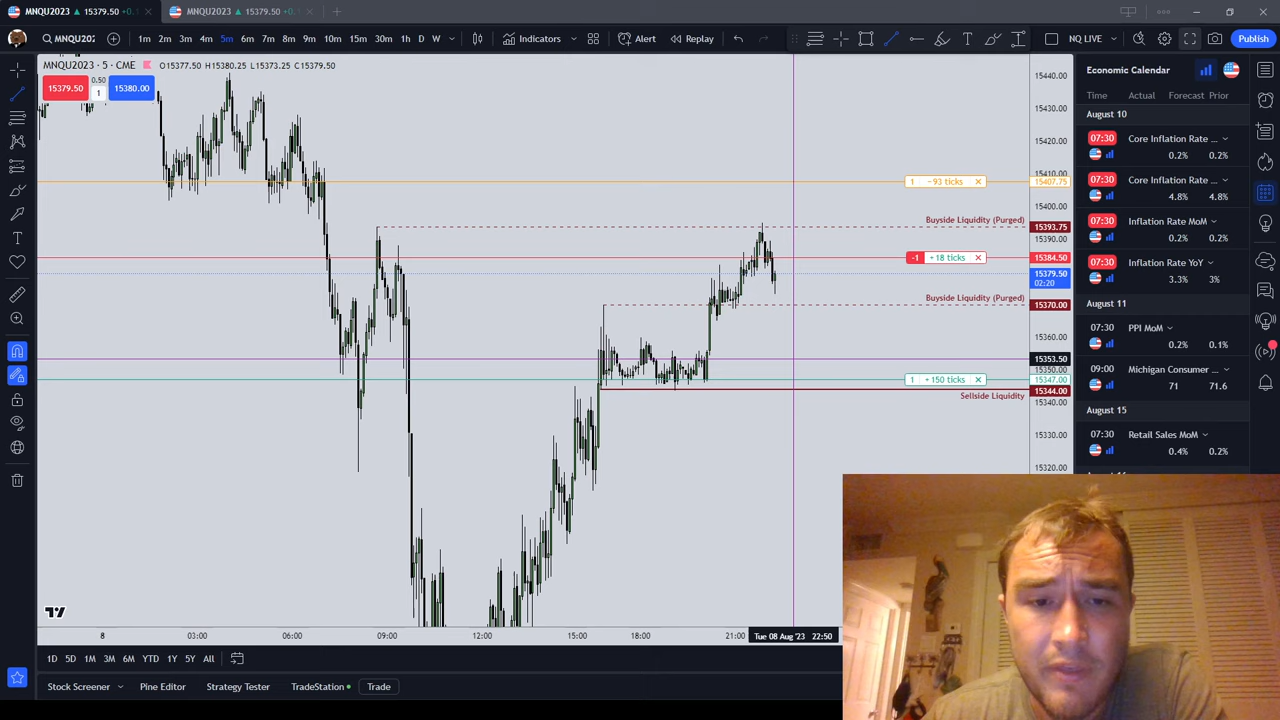 MNQU2023 ▲ 15379.50 +0.
MNQU2023 ▲ 15379.50 +0.
MNQU202
1m 2m 3m 4m 5m 6m 7m 8m 9m 10m 15m 30m 1h D W
Indicators
Alert
Replay
NQ LIVE
Publish
MNQU2023 · 5 · CME O15377.50 H15380.25 L15373.25 C15379.50
15379.50
0.50
1
15380.00
15440.00
15430.00
15420.00
15410.00
15407.75
15400.00
15393.75
15390.00
15384.50
15379.50
02:20
15370.00
15360.00
15353.50
15350.00
15347.00
15344.00
15340.00
15330.00
15320.00
1 -93 ticks ×
Buyside Liquidity (Purged)
-1 +18 ticks ×
Buyside Liquidity (Purged)
1 +150 ticks ×
Sellside Liquidity
8 03:00 06:00 09:00 12:00 15:00 18:00 21:00 Tue 08 Aug '23 22:50
1D 5D 1M 3M 6M YTD 1Y 5Y All
Stock Screener Pine Editor Strategy Tester TradeStation Trade
Economic Calendar
Time Actual Forecast Prior
August 10
07:30 Core Inflation Rate ...
0.2% 0.2%
07:30 Core Inflation Rate ...
4.8% 4.8%
07:30 Inflation Rate MoM
0.2% 0.2%
07:30 Inflation Rate YoY
3.3% 3%
August 11
07:30 PPI MoM
0.2% 0.1%
09:00 Michigan Consumer ...
71 71.6
August 15
07:30 Retail Sales MoM
0.4% 0.2%